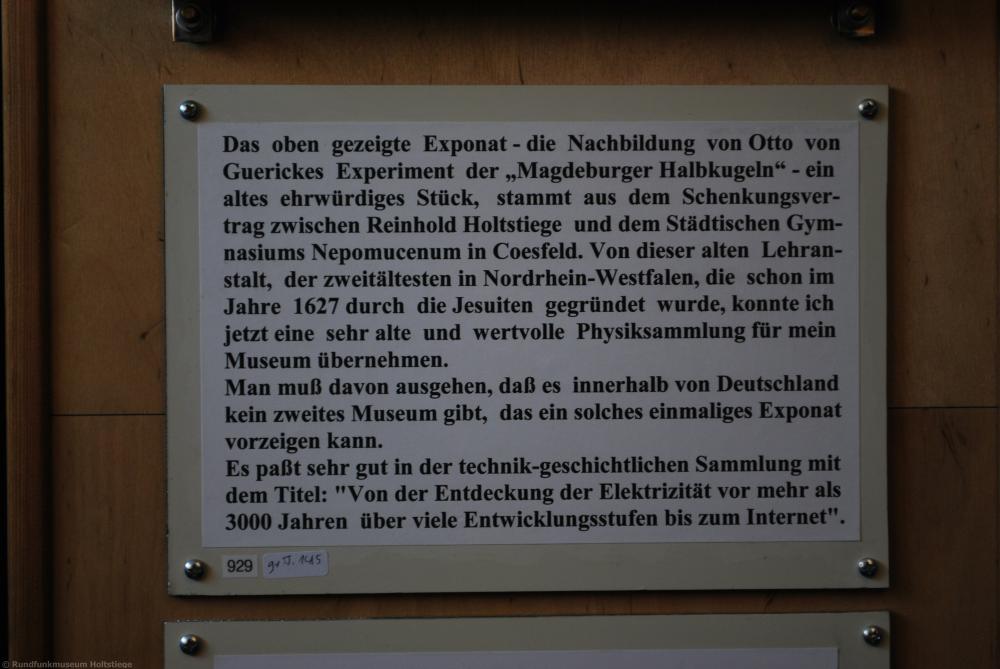 Das oben gezeigte Exponat - die Nachbildung von Otto von
Guerickes Experiment der „Magdeburger Halbkugeln“ - ein
altes ehrwürdiges Stück, stammt aus dem Schenkungsver-
trag zwischen Reinhold Holtstiege und dem Städtischen Gym-
nasiums Nepomucenum in Coesfeld. Von dieser alten Lehran-
stalt, der zweitältesten in Nordrhein-Westfalen, die schon im
Jahre 1627 durch die Jesuiten gegründet wurde, konnte ich
jetzt eine sehr alte und wertvolle Physiksammlung für mein
Museum übernehmen.
Man muß davon ausgehen, daß es innerhalb von Deutschland
kein zweites Museum gibt, das ein solches einmaliges Exponat
vorzeigen kann.
Es paßt sehr gut in der technik-geschichtlichen Sammlung mit
dem Titel: "Von der Entdeckung der Elektrizität vor mehr als
3000 Jahren über viele Entwicklungsstufen bis zum Internet".
929
© Rundfunkmuseum Holtstiege